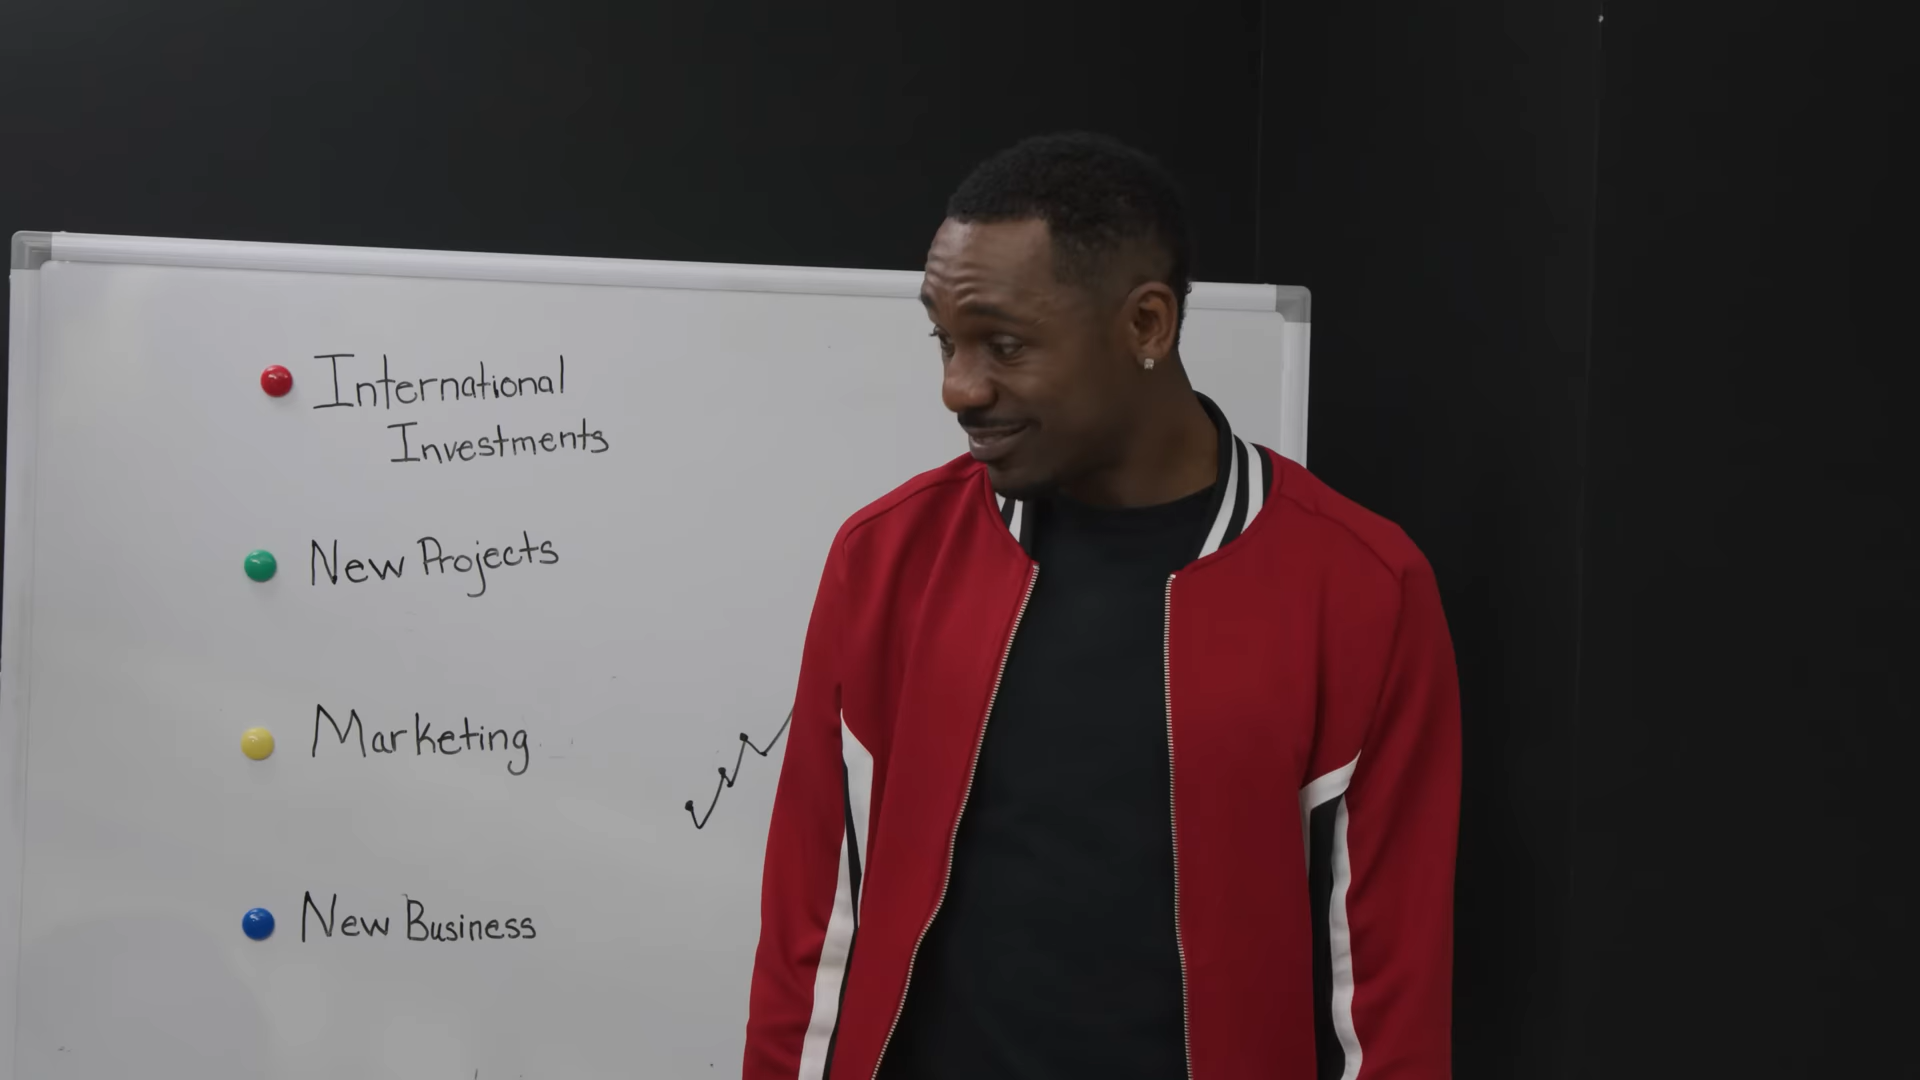 International
Investments
New Projects
Marketing
New Business